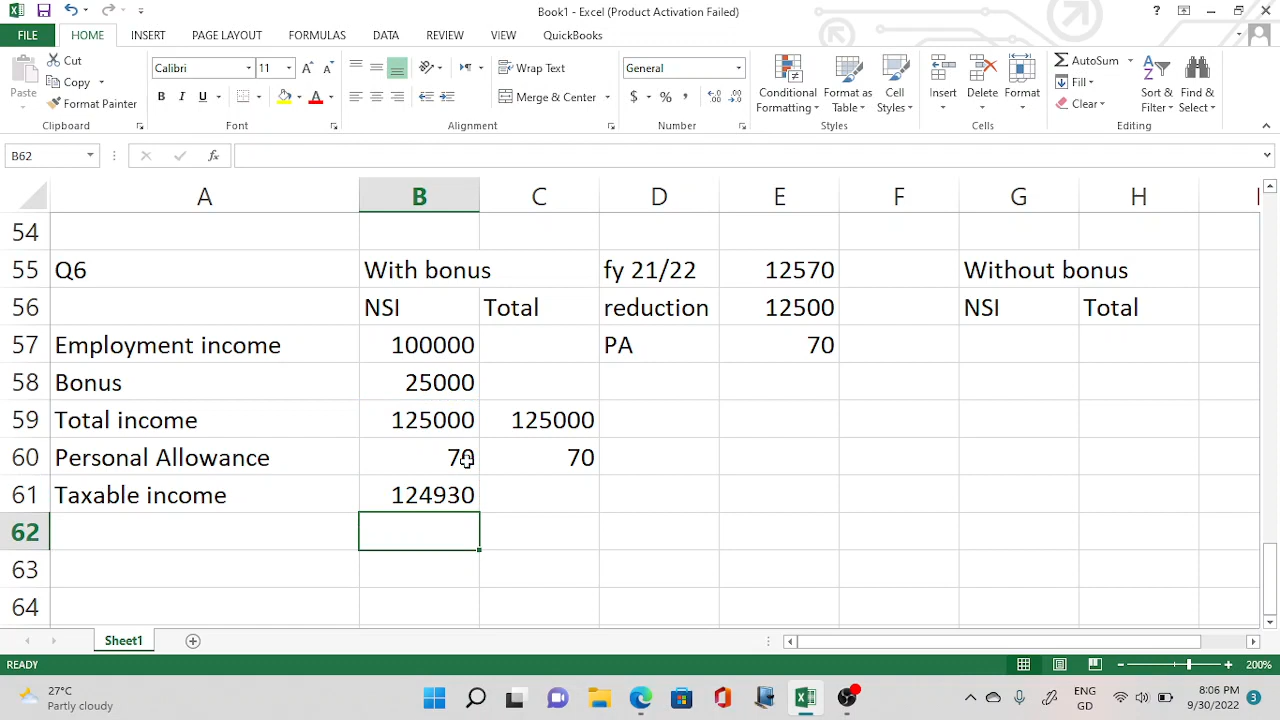 Book1 - Excel (Product Activation Failed)
FILE HOME INSERT PAGE LAYOUT FORMULAS DATA REVIEW VIEW QuickBooks
Paste Cut Copy Format Painter
Calibri 11
Wrap Text
Merge & Center
General
Conditional Formatting Format as Table Cell Styles
Insert Delete Format
AutoSum Fill Clear
Sort & Filter Find & Select
Clipboard Font Alignment Number Styles Cells Editing
B62 fx
A B C D E F G H
54
55 Q6 With bonus fy 21/22 12570 Without bonus
56 NSI Total reduction 12500 NSI Total
57 Employment income 100000 PA 70
58 Bonus 25000
59 Total income 125000 125000
60 Personal Allowance 70 70
61 Taxable income 124930
62
63
64
Sheet1
READY 200%
27°C
Partly cloudy
ENG
GD
8:06 PM
9/30/2022
3